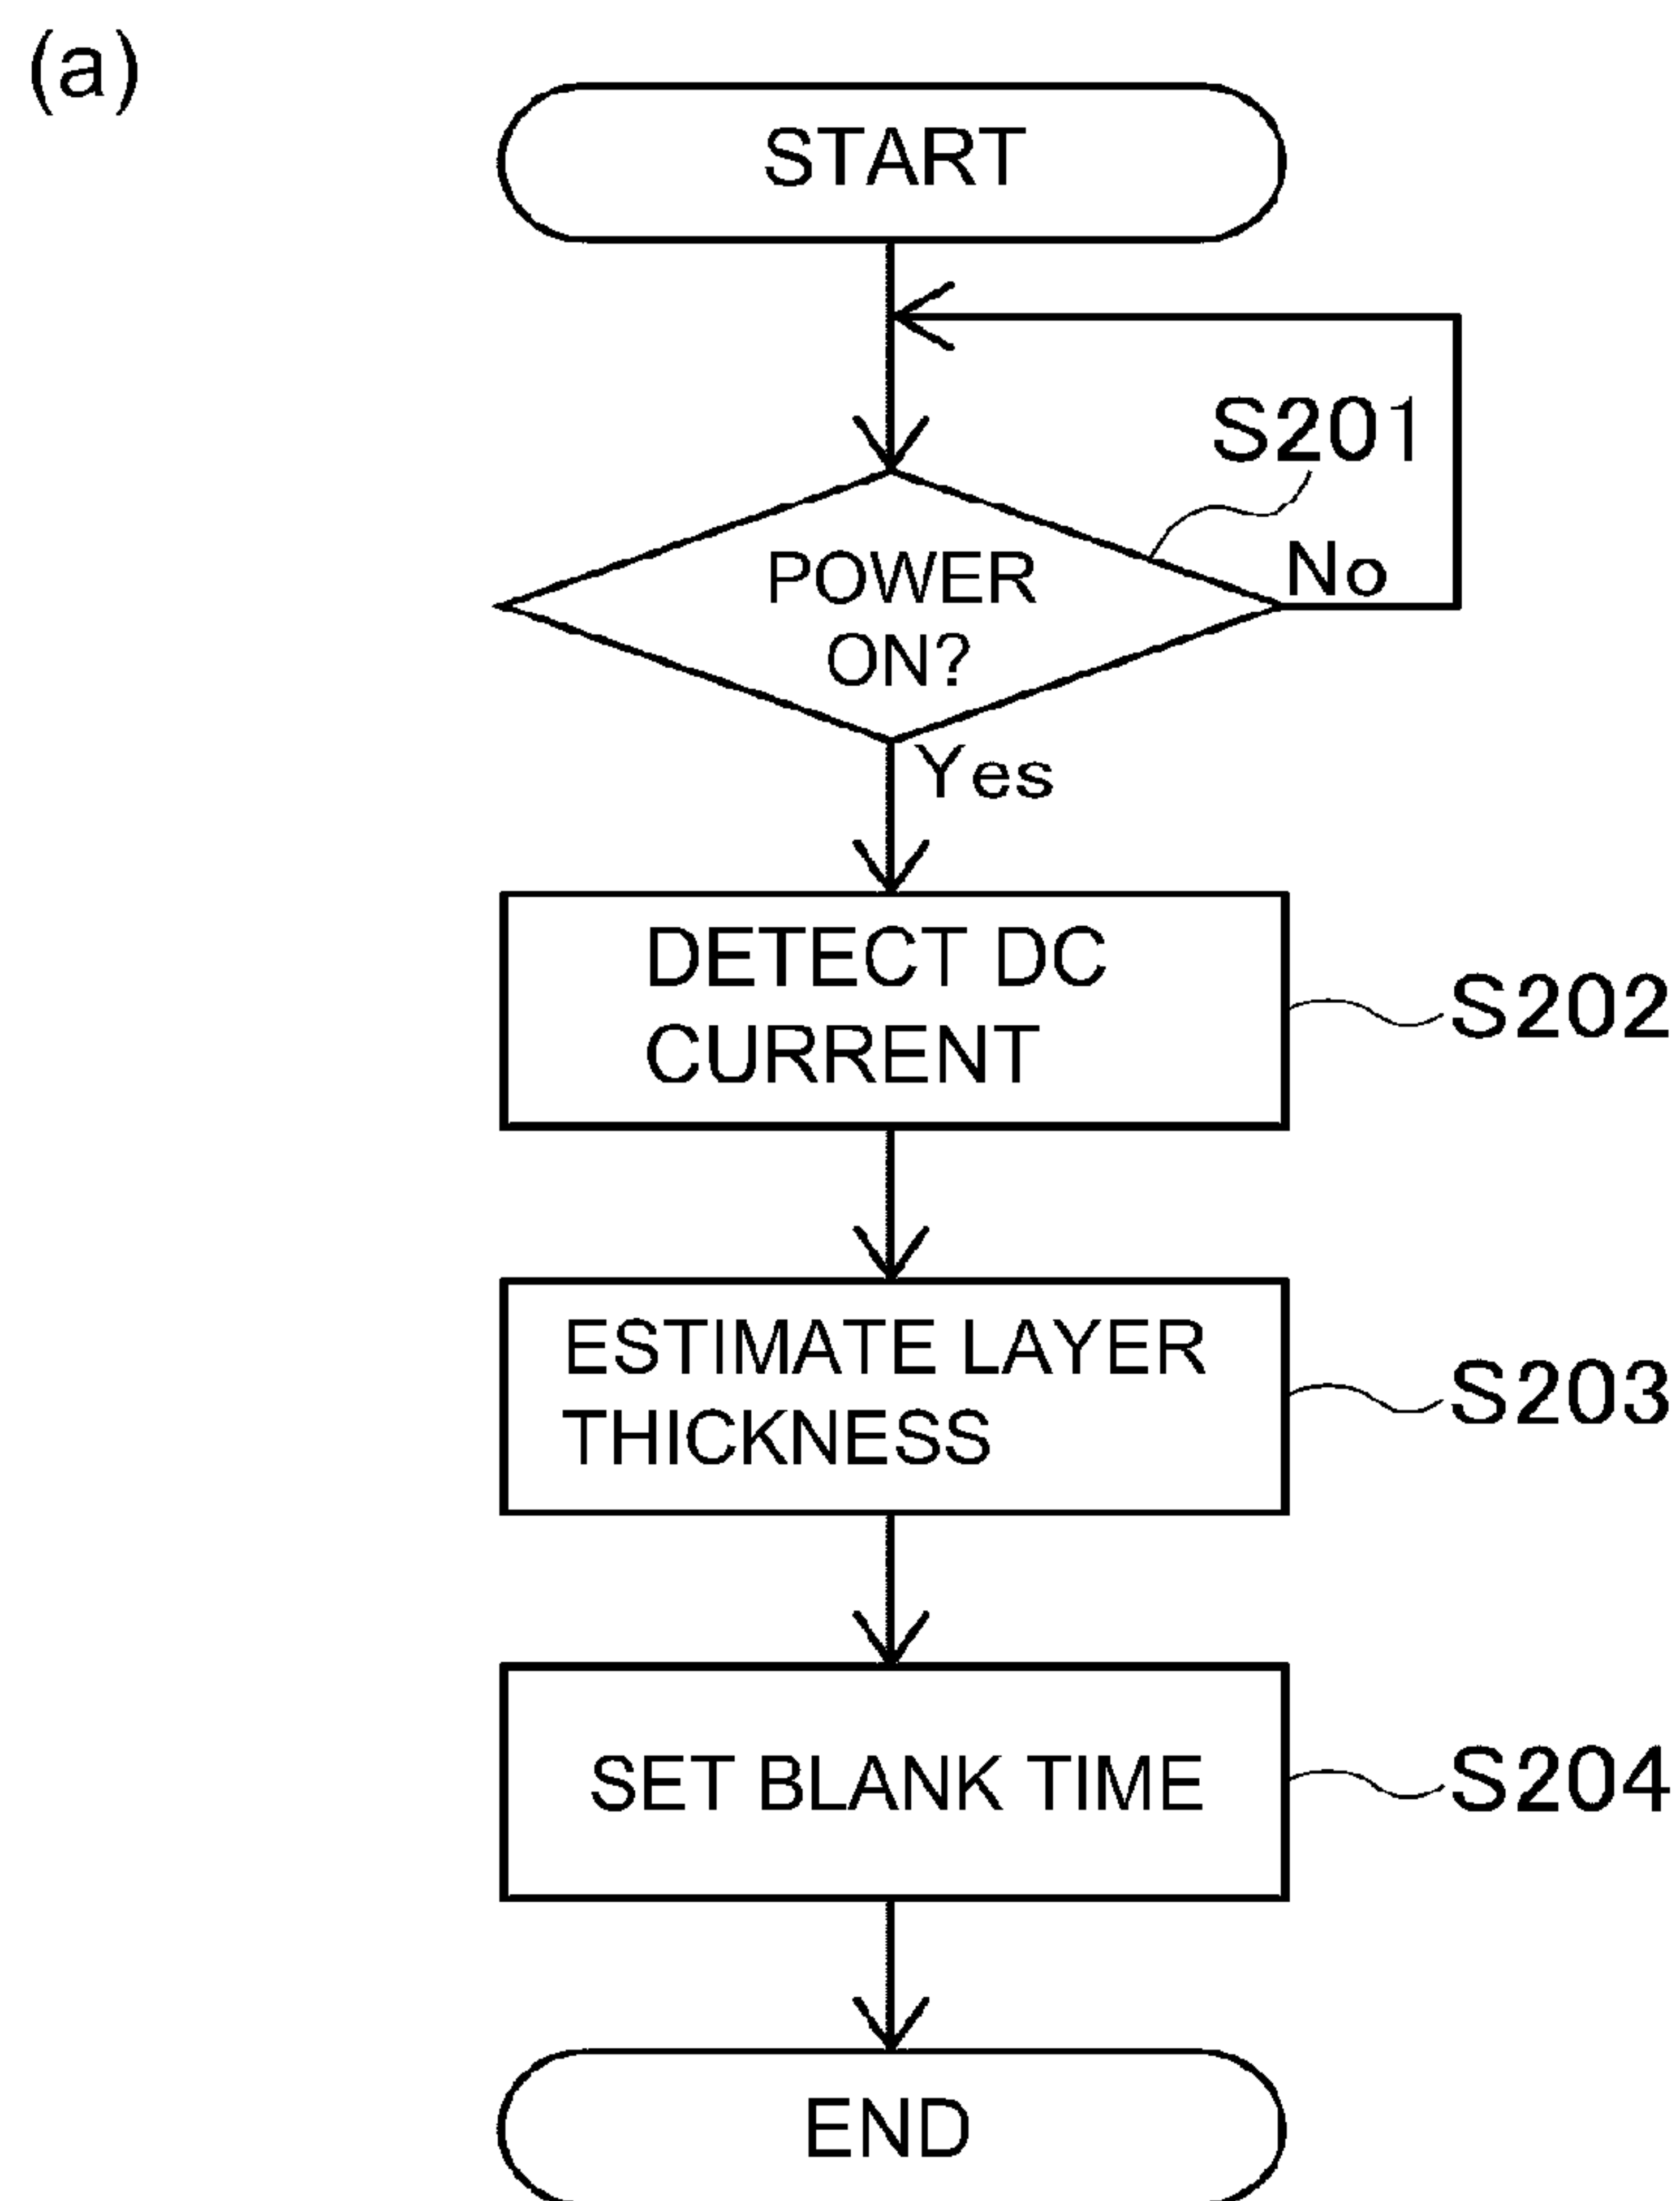 (a)
START
S201
POWER
ON?
No
Yes
DETECT DC
CURRENT
S202
ESTIMATE LAYER
THICKNESS
S203
SET BLANK TIME
S204
END